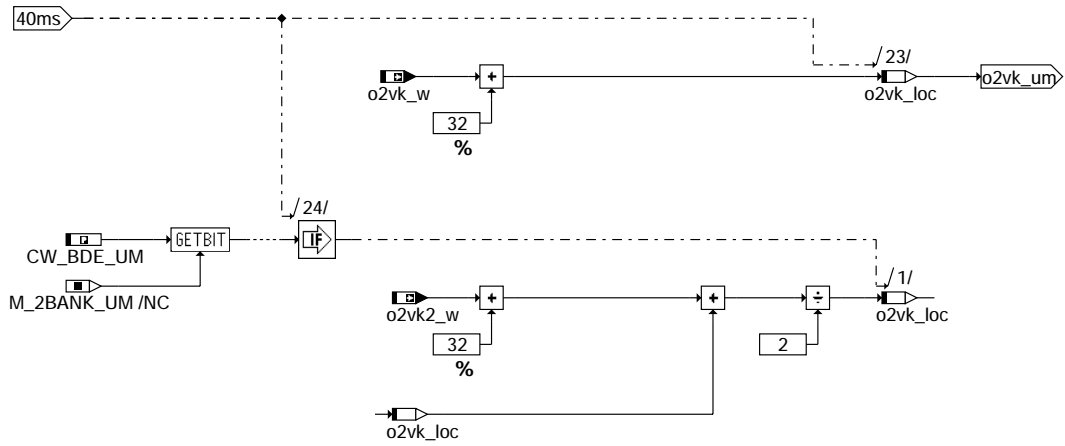 40ms
/23/
o2vk_w
+
o2vk_loc
o2vk_um
32
%
/24/
CW_BDE_UM
GETBIT
IF
M_2BANK_UM /NC
/1/
o2vk2_w
+
+
÷
o2vk_loc
32
2
%
o2vk_loc